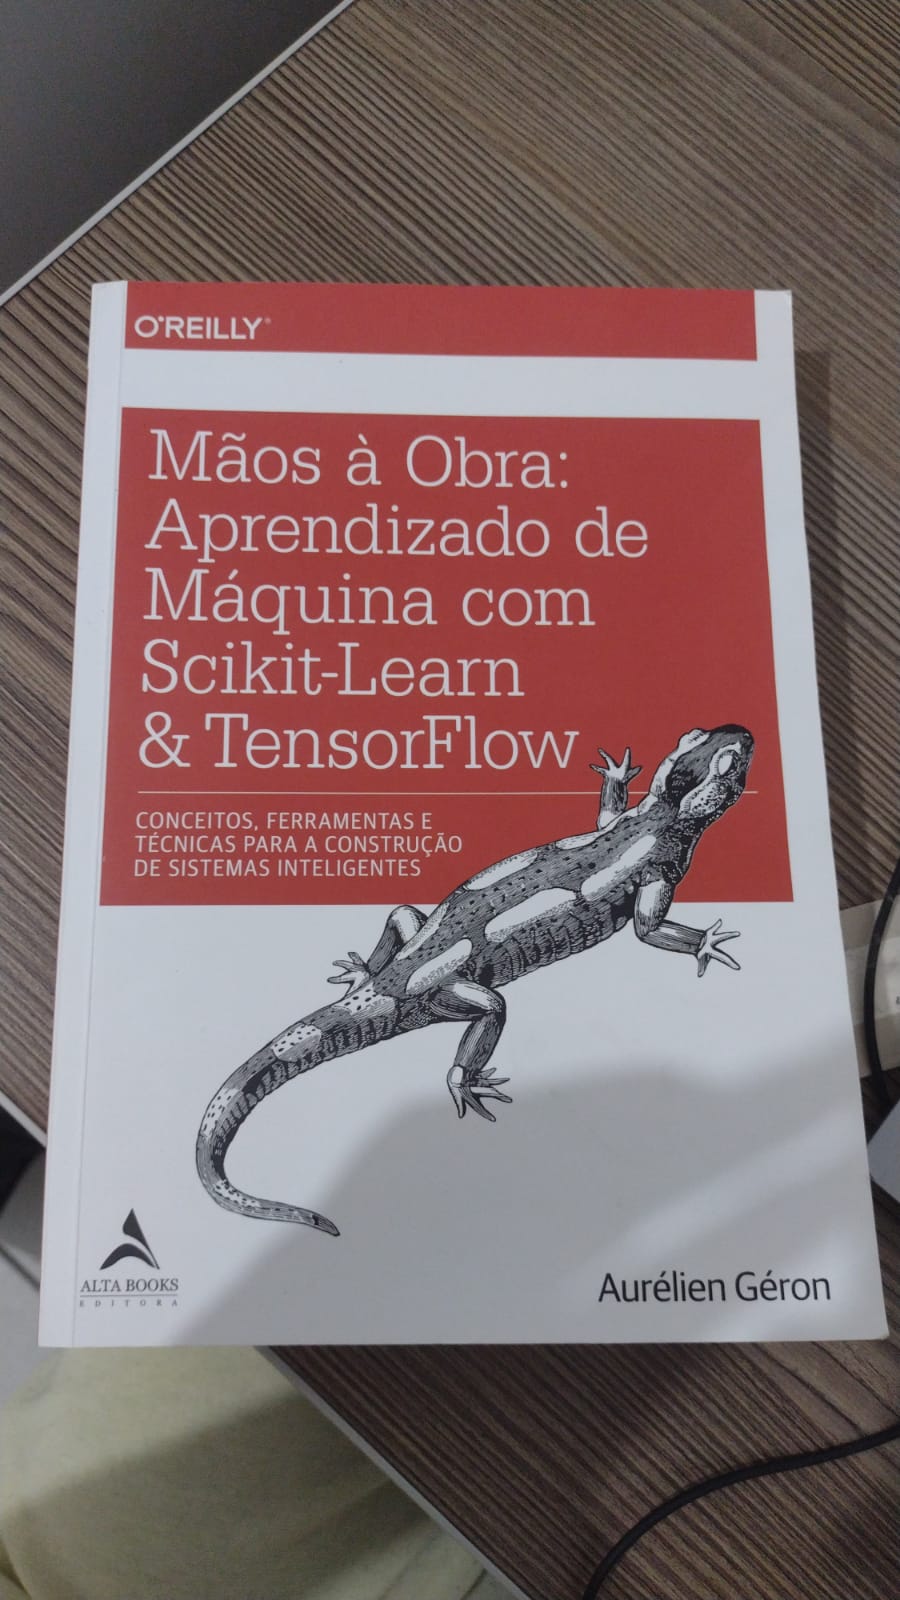 O'REILLY®
Mãos à Obra:
Aprendizado de
Máquina com
Scikit-Learn
& TensorFlow
CONCEITOS, FERRAMENTAS E
TÉCNICAS PARA A CONSTRUÇÃO
DE SISTEMAS INTELIGENTES
ALTA BOOKS
EDITORA
Aurélien Géron